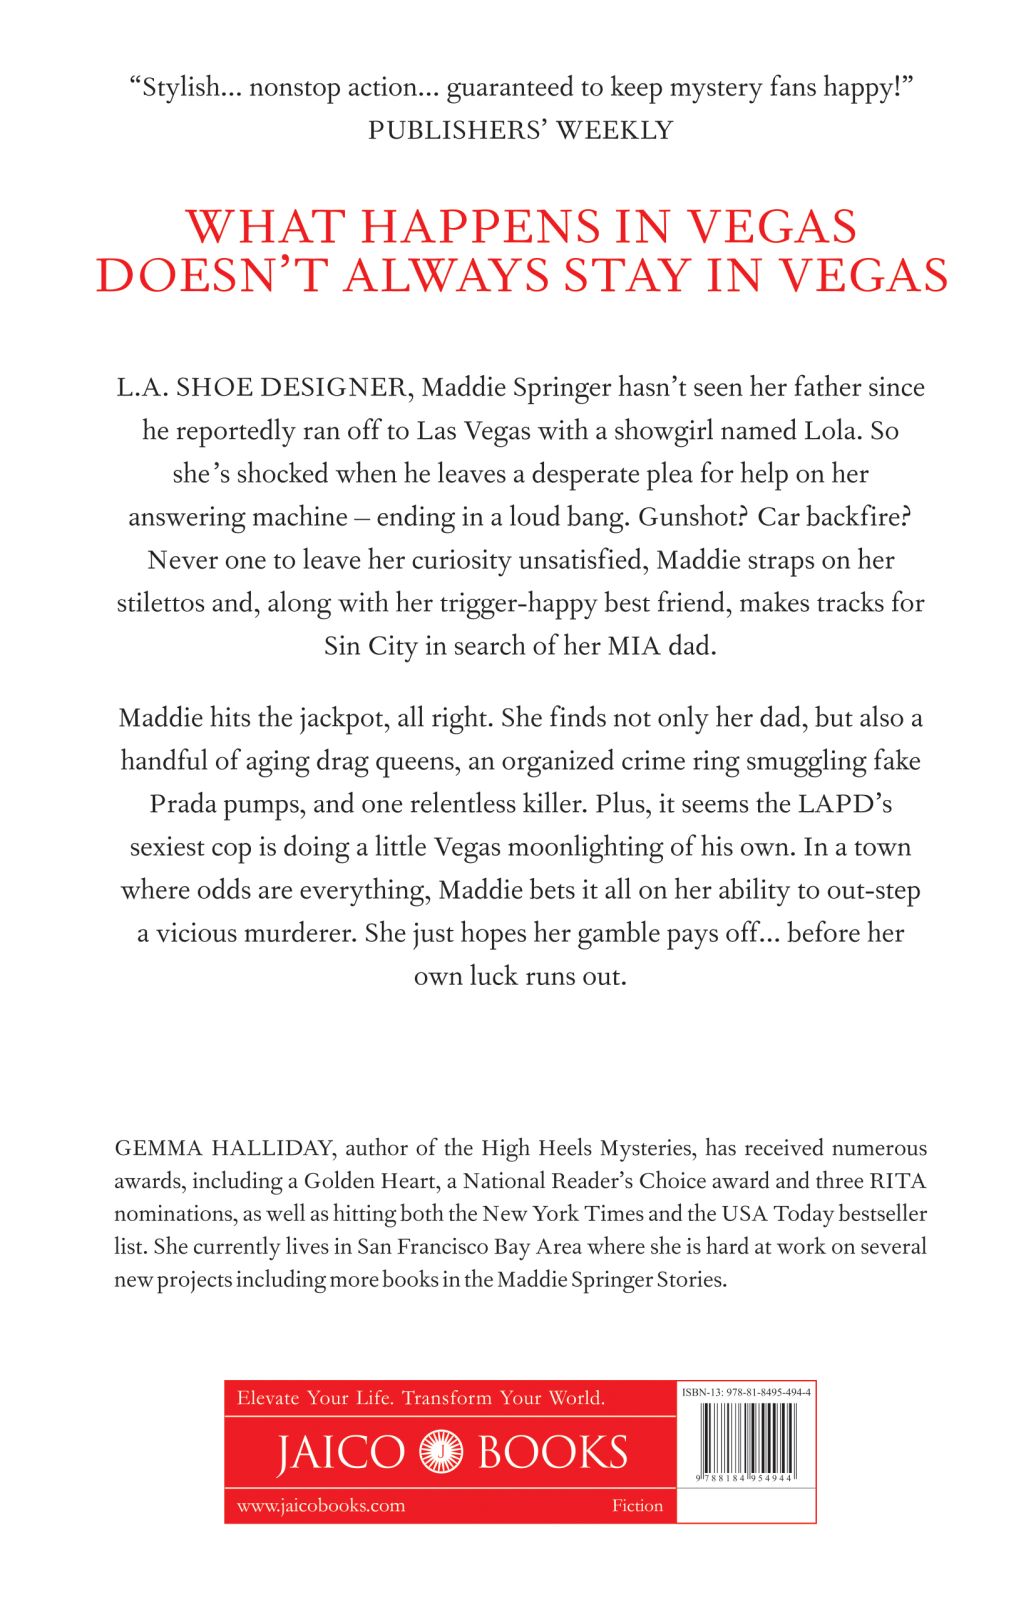 “Stylish... nonstop action... guaranteed to keep mystery fans happy!”
PUBLISHERS’ WEEKLY
WHAT HAPPENS IN VEGAS
DOESN’T ALWAYS STAY IN VEGAS
L.A. SHOE DESIGNER, Maddie Springer hasn’t seen her father since
he reportedly ran off to Las Vegas with a showgirl named Lola. So
she’s shocked when he leaves a desperate plea for help on her
answering machine – ending in a loud bang. Gunshot? Car backfire?
Never one to leave her curiosity unsatisfied, Maddie straps on her
stilettos and, along with her trigger-happy best friend, makes tracks for
Sin City in search of her MIA dad.
Maddie hits the jackpot, all right. She finds not only her dad, but also a
handful of aging drag queens, an organized crime ring smuggling fake
Prada pumps, and one relentless killer. Plus, it seems the LAPD’s
sexiest cop is doing a little Vegas moonlighting of his own. In a town
where odds are everything, Maddie bets it all on her ability to out-step
a vicious murderer. She just hopes her gamble pays off... before her
own luck runs out.
GEMMA HALLIDAY, author of the High Heels Mysteries, has received numerous
awards, including a Golden Heart, a National Reader’s Choice award and three RITA
nominations, as well as hitting both the New York Times and the USA Today bestseller
list. She currently lives in San Francisco Bay Area where she is hard at work on several
new projects including more books in the Maddie Springer Stories.
Elevate Your Life. Transform Your World.
JAICO J BOOKS
www.jaicobooks.com Fiction
ISBN-13: 978-81-8495-494-4
9 788184 954944